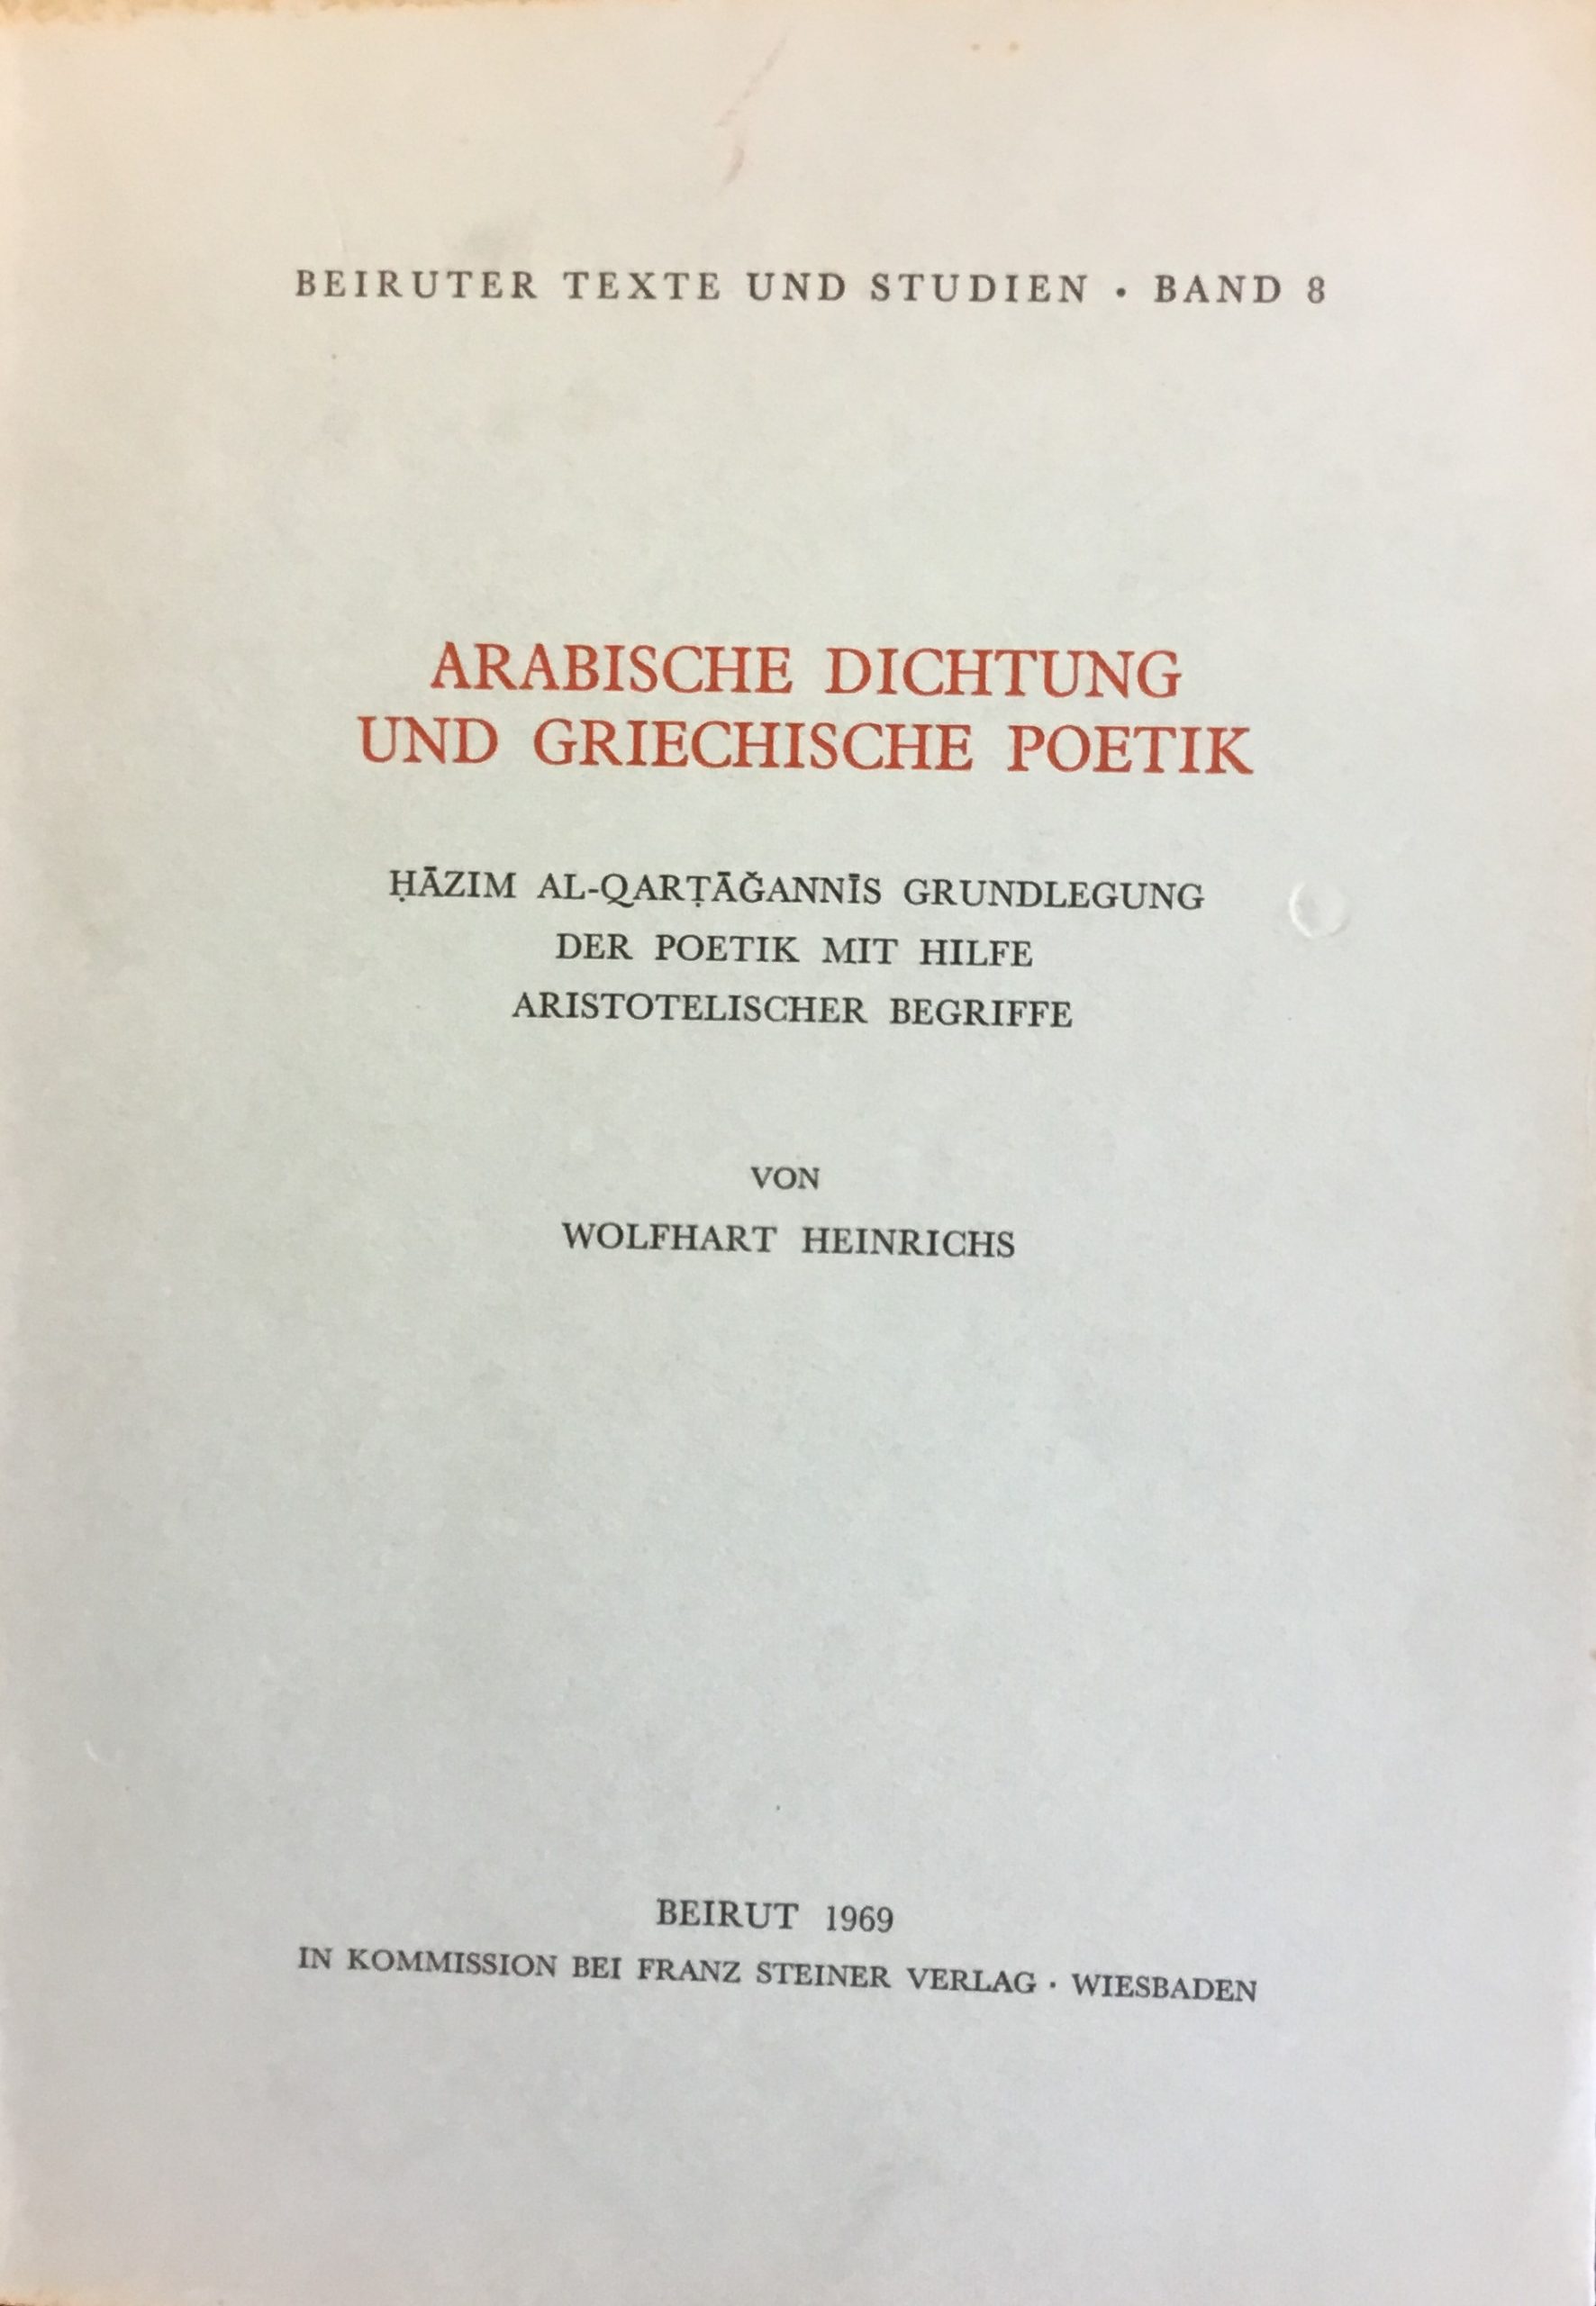 BEIRUTER TEXTE UND STUDIEN · BAND 8
ARABISCHE DICHTUNG
UND GRIECHISCHE POETIK
ḤĀZIM AL-QARṬĀǦANNĪS GRUNDLEGUNG
DER POETIK MIT HILFE
ARISTOTELISCHER BEGRIFFE
VON
WOLFHART HEINRICHS
BEIRUT 1969
IN KOMMISSION BEI FRANZ STEINER VERLAG · WIESBADEN